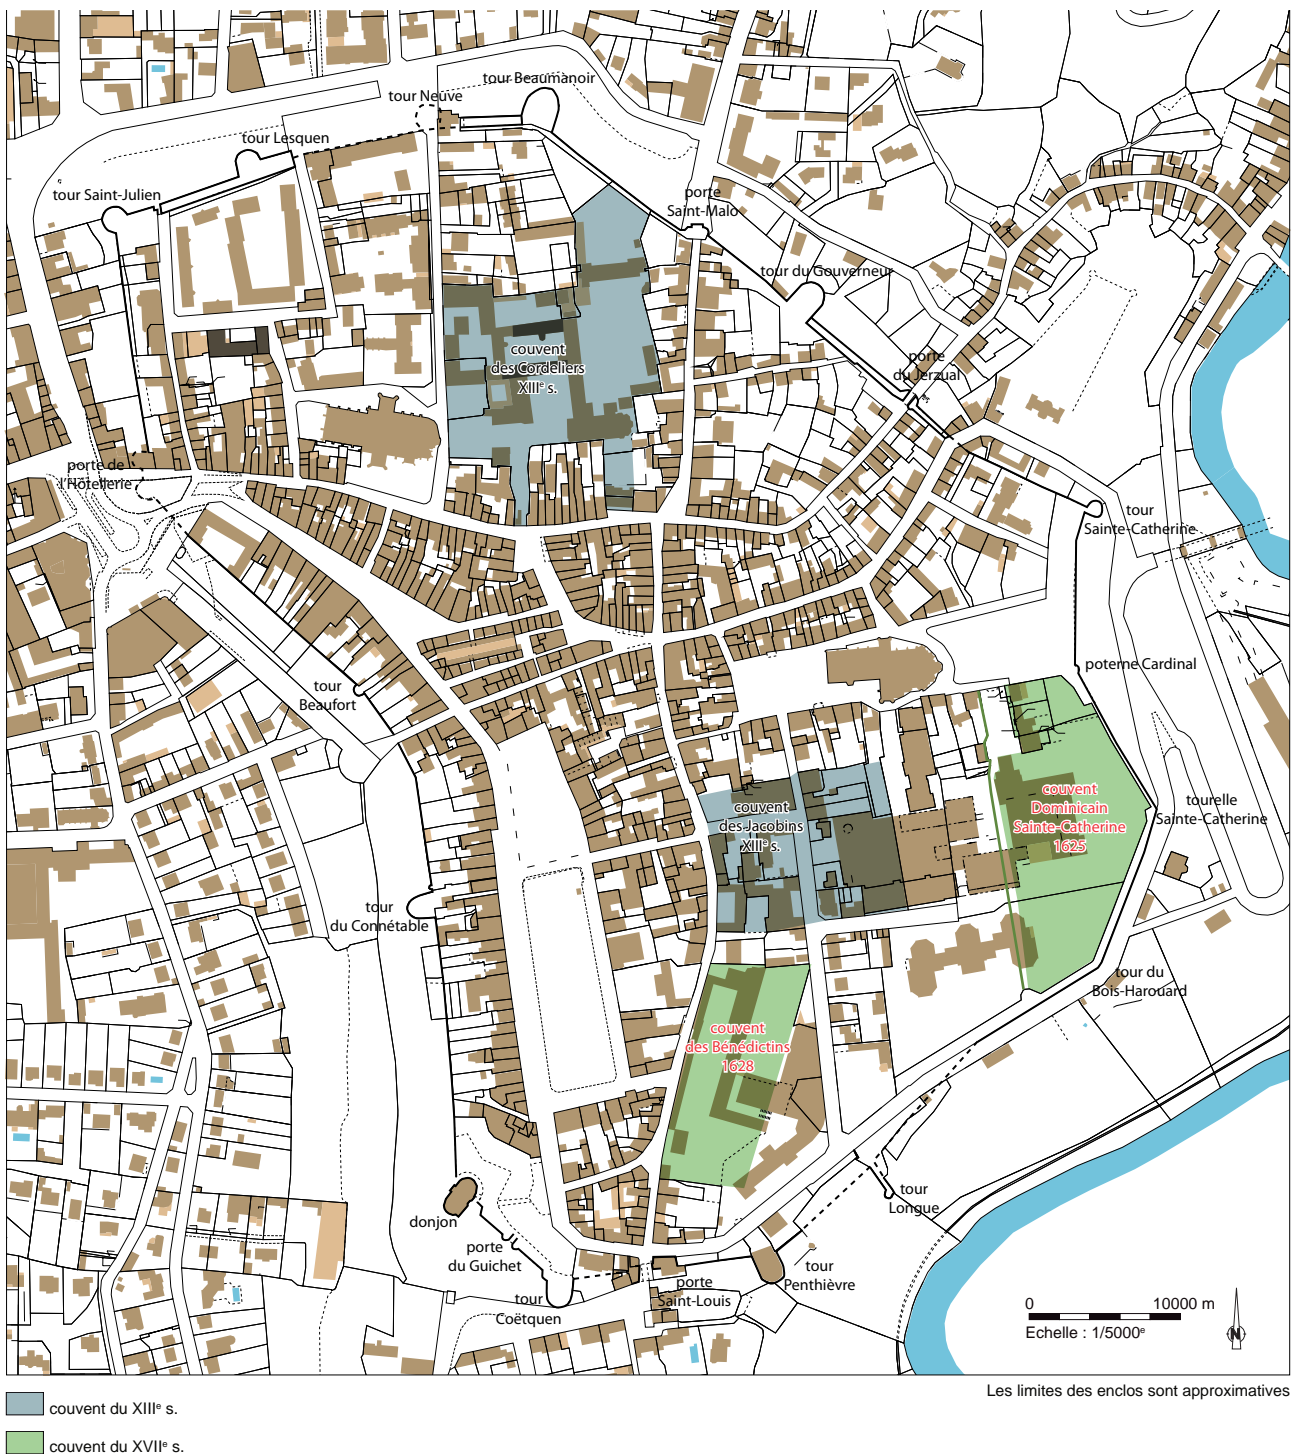 tour Beaumanoir
tour Neuve
tour Lesquen
tour Saint-Julien
porte
Saint-Malo
tour du Gouverneur
couvent
des Cordeliers
XIIIᵉ s.
porte
du Jerzual
porte de
l'Hôtellerie
tour
Sainte-Catherine
poterne Cardinal
tour
Beaufort
couvent
des Jacobins
XIIIᵉ s.
couvent
Dominicain
Sainte-Catherine
1625
tourelle
Sainte-Catherine
tour
du Connétable
tour du
Bois-Harouard
couvent
des Bénédictins
1628
tour
Longue
donjon
porte
du Guichet
tour
Penthièvre
porte
Saint-Louis
tour
Coëtquen
0 10000 m
Echelle : 1/5000ᵉ
N
Les limites des enclos sont approximatives
couvent du XIIIᵉ s.
couvent du XVIIᵉ s.